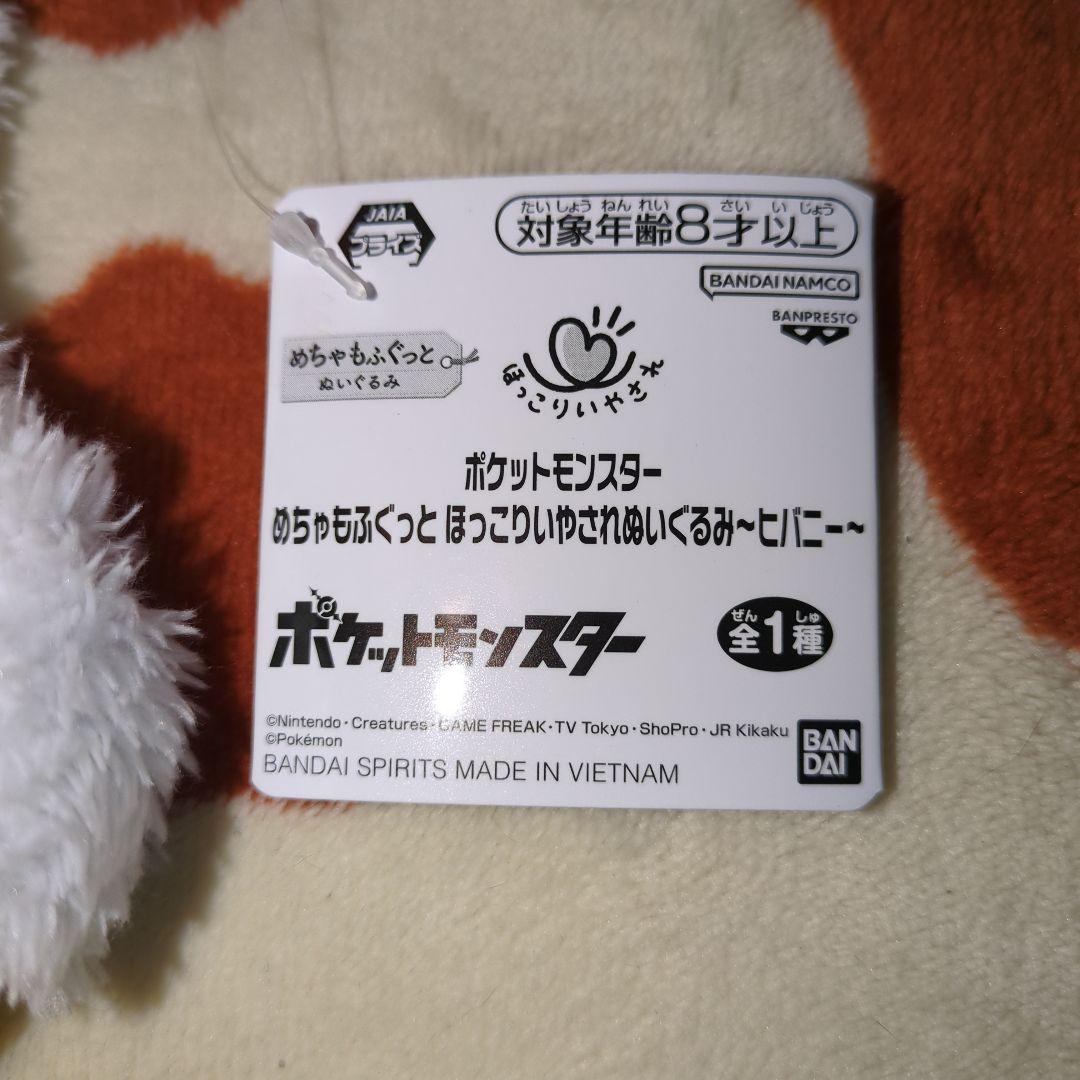 JAIA
プライズ
たいしょう ねん れい さい い じょう
対象年齢8才以上
BANDAI NAMCO
BANPRESTO
めちゃもふぐっと
ぬいぐるみ
ほっこりいやされ
ポケットモンスター
めちゃもふぐっと ほっこりいやされぬいぐるみ~ヒバニー~
ポケットモンスター
ぜん しゅ
全1種
©Nintendo・Creatures・GAME FREAK・TV Tokyo・ShoPro・JR Kikaku
©Pokémon
BANDAI SPIRITS MADE IN VIETNAM
BAN
DAI